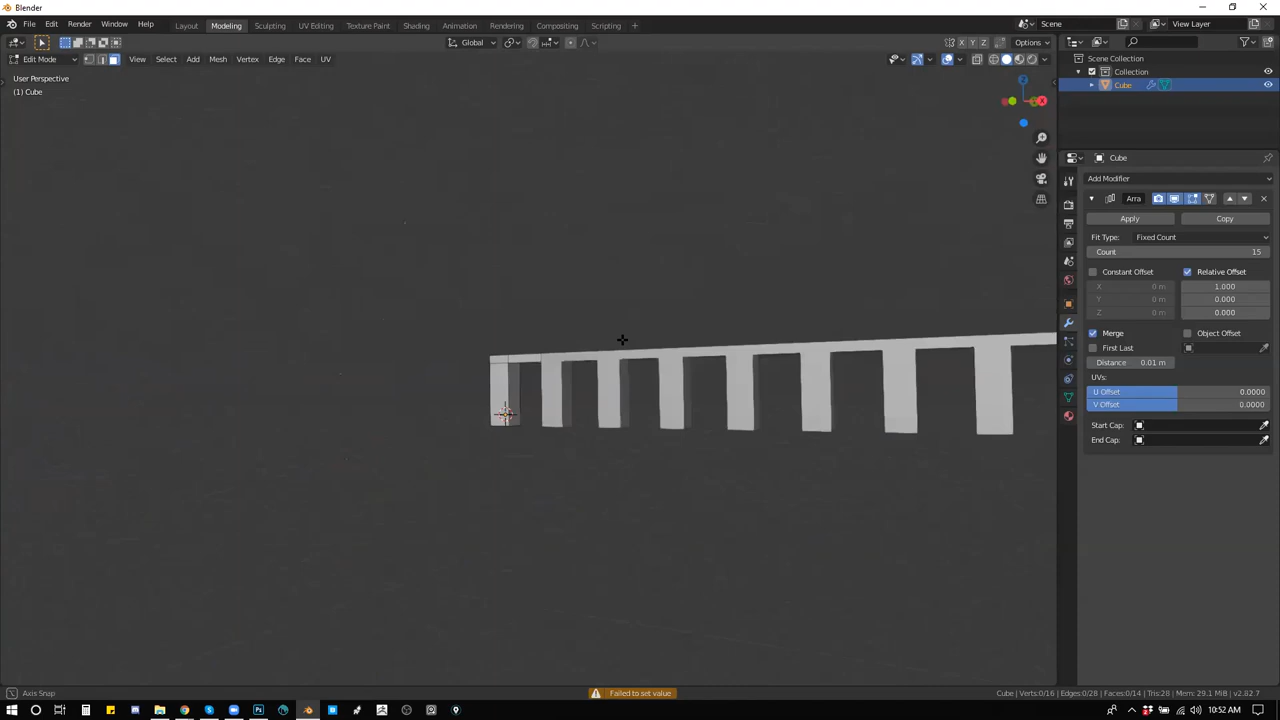 Blender
File Edit Render Window Help Layout Modeling Sculpting UV Editing Texture Paint Shading Animation Rendering Compositing Scripting + Scene View Layer
Global X Y Z Options
Edit Mode View Select Add Mesh Vertex Edge Face UV
User Perspective
(1) Cube
Z
X
Scene Collection
Collection
Cube
Cube
Add Modifier
Arra
Apply Copy
Fit Type: Fixed Count
Count 15
Constant Offset Relative Offset
X 0 m 1.000
Y 0 m 0.000
Z 0 m 0.000
Merge Object Offset
First Last
Distance 0.01 m
UVs:
U Offset 0.0000
V Offset 0.0000
Start Cap:
End Cap:
Axis Snap Failed to set value Cube | Verts:0/16 | Edges:0/28 | Faces:0/14 | Tris:28 | Mem: 29.1 MiB | v2.82.7
10:52 AM